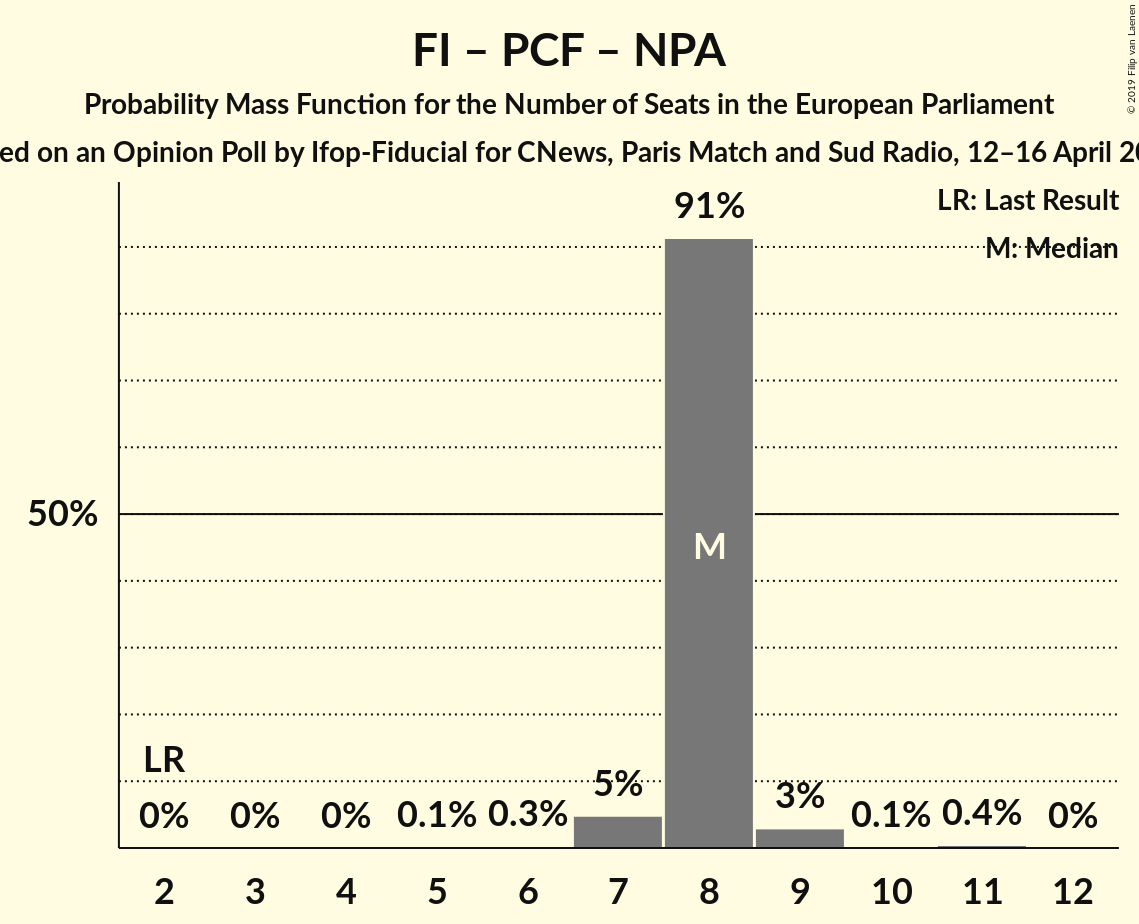 FI – PCF – NPA
Probability Mass Function for the Number of Seats in the European Parliament
on an Opinion Poll by Ifop-Fiducial for CNews, Paris Match and Sud Radio, 12–16 April
© 2019 Filip van Laenen
LR: Last Result
M: Median
91%
50%
M
LR
0% 0% 0% 0.1% 0.3% 5% 3% 0.1% 0.4% 0%
2 3 4 5 6 7 8 9 10 11 12